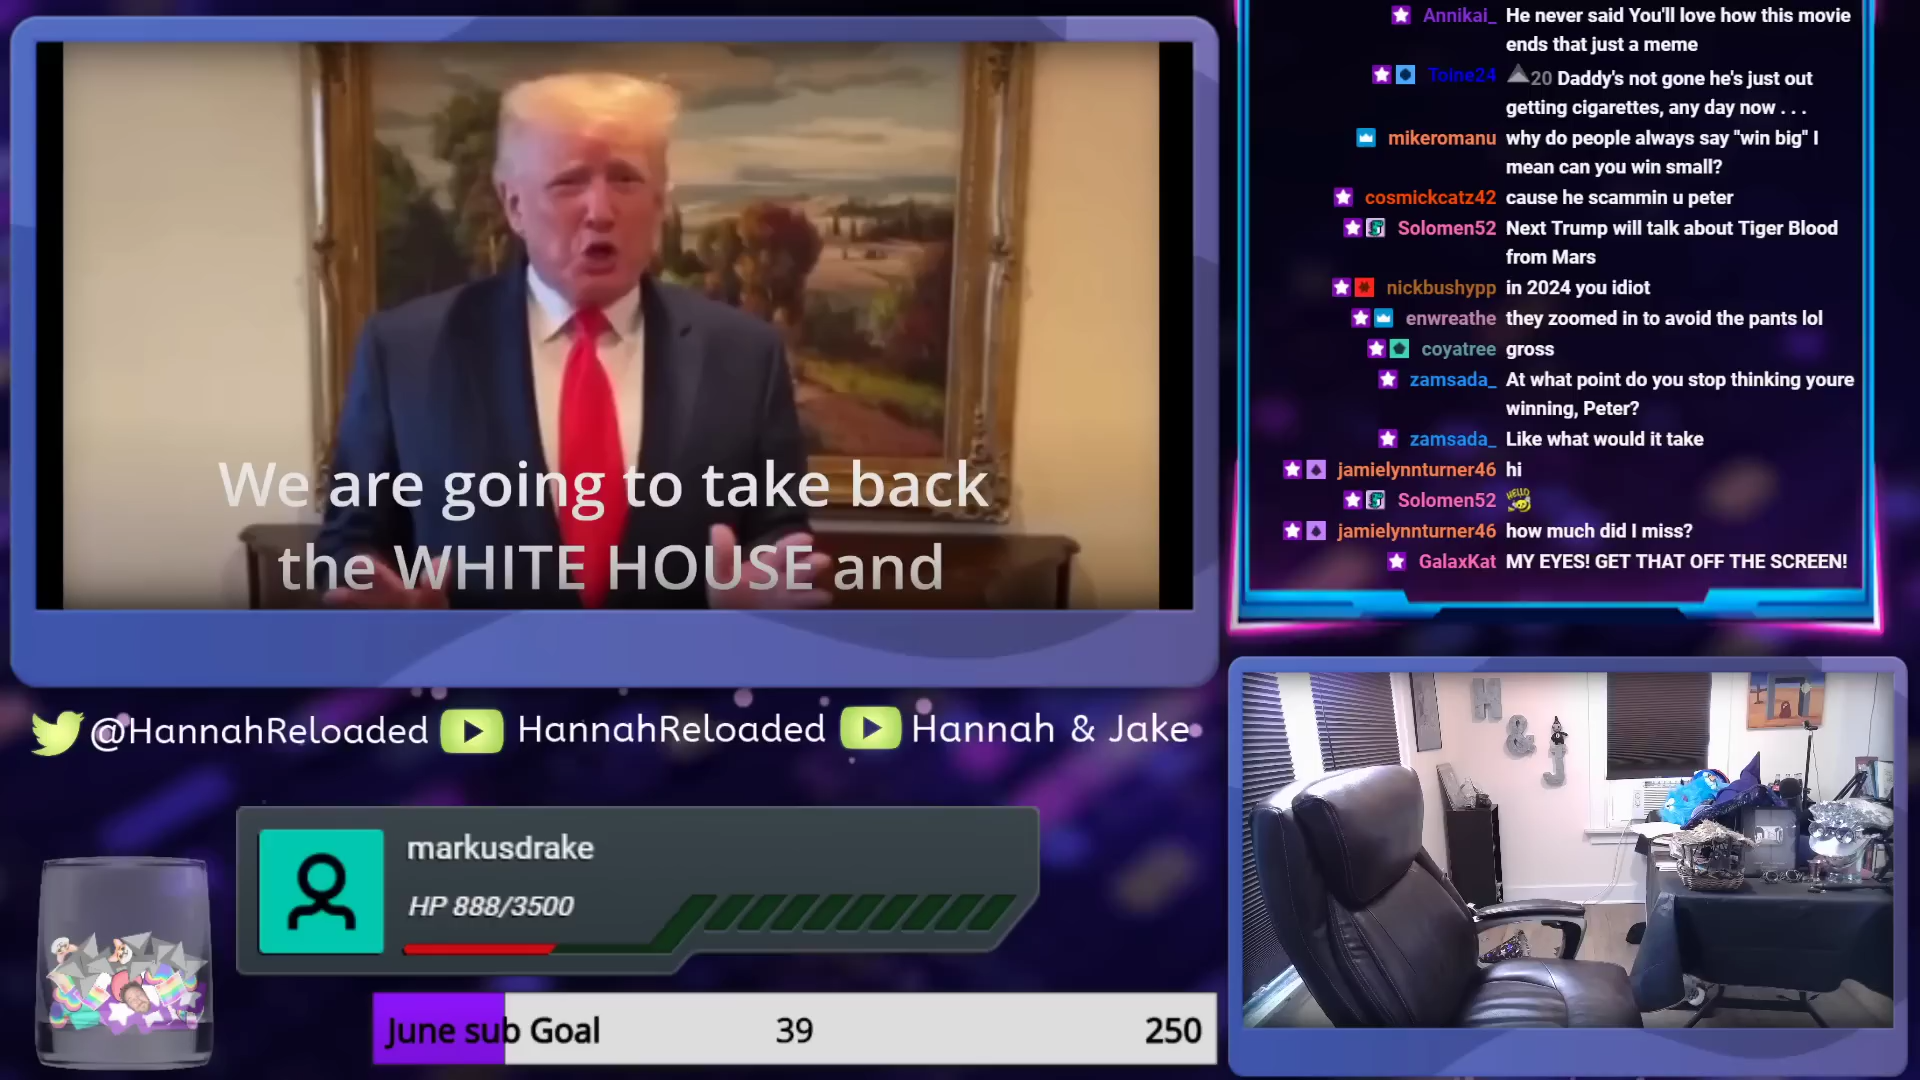 We are going to take back
the WHITE HOUSE and
Annikai_ He never said You'll love how this movie
ends that just a meme
Toine24 20 Daddy's not gone he's just out
getting cigarettes, any day now . . .
mikeromanu why do people always say "win big" I
mean can you win small?
cosmickatz42 cause he scammin u peter
Solomen52 Next Trump will talk about Tiger Blood
from Mars
nickbushypp in 2024 you idiot
enwreathe they zoomed in to avoid the pants lol
coyatree gross
zamsada_ At what point do you stop thinking youre
winning, Peter?
zamsada_ Like what would it take
jamielynnturner46 hi
Solomen52 HELLO
jamielynnturner46 how much did I miss?
GalaxKat MY EYES! GET THAT OFF THE SCREEN!
@HannahReloaded HannahReloaded Hannah & Jake
H
&
J
markusdrake
HP 888/3500
June sub Goal 39 250